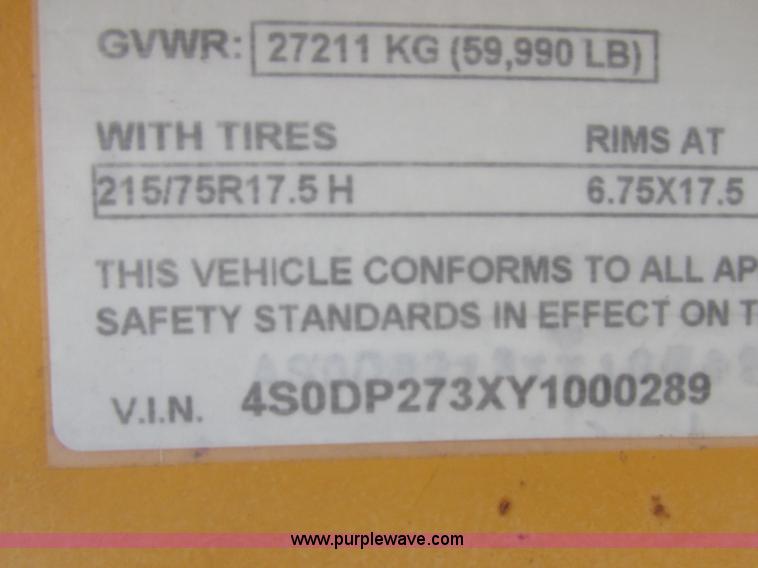 GVWR: 27211 KG (59,990 LB)
WITH TIRES RIMS AT
215/75R17.5 H 6.75X17.5
THIS VEHICLE CONFORMS TO ALL AP
SAFETY STANDARDS IN EFFECT ON T
V.I.N. 4S0DP273XY1000289
www.purplewave.com